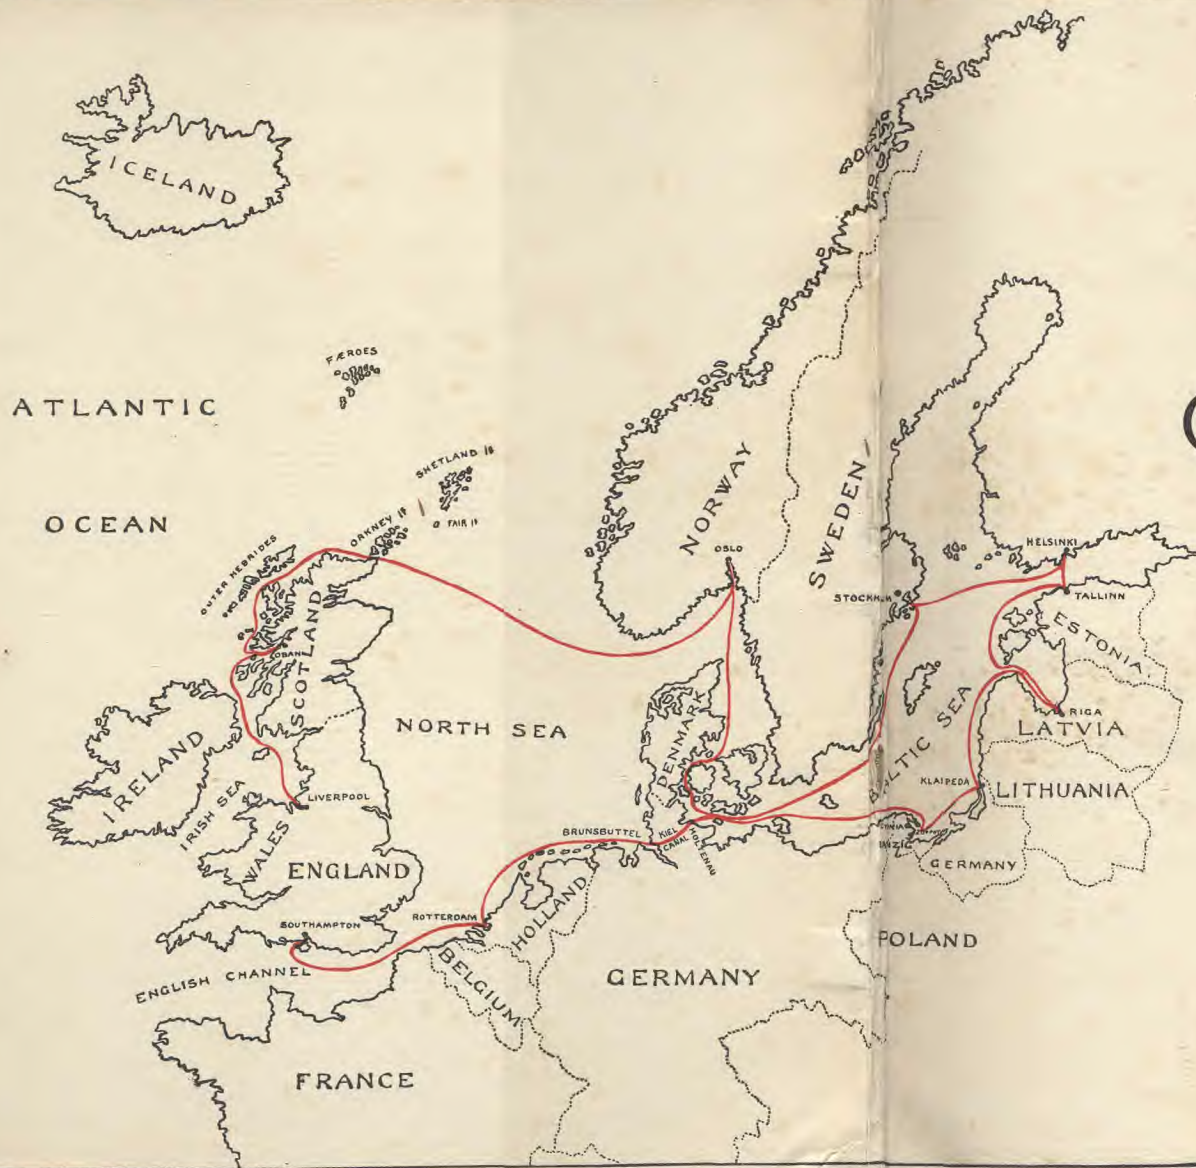 ICELAND
FÆROES
ATLANTIC
OCEAN
SHETLAND IS
FAIR IS
ORKNEY IS
OUTER HEBRIDES
NORWAY
SWEDEN
OSLO
HELSINKI
STOCKH
TALLINN
ESTONIA
OBAN
SCOTLAND
NORTH SEA
DENMARK
BALTIC SEA
RIGA
LATVIA
IRELAND
IRISH SEA
LIVERPOOL
KLAIPEDA
LITHUANIA
WALES
ENGLAND
BRUNSBUTTEL
KIEL
CANAL
HOLTENAU
GERMANY
SOUTHAMPTON
ROTTERDAM
HOLLAND
POLAND
ENGLISH CHANNEL
BELGIUM
GERMANY
FRANCE